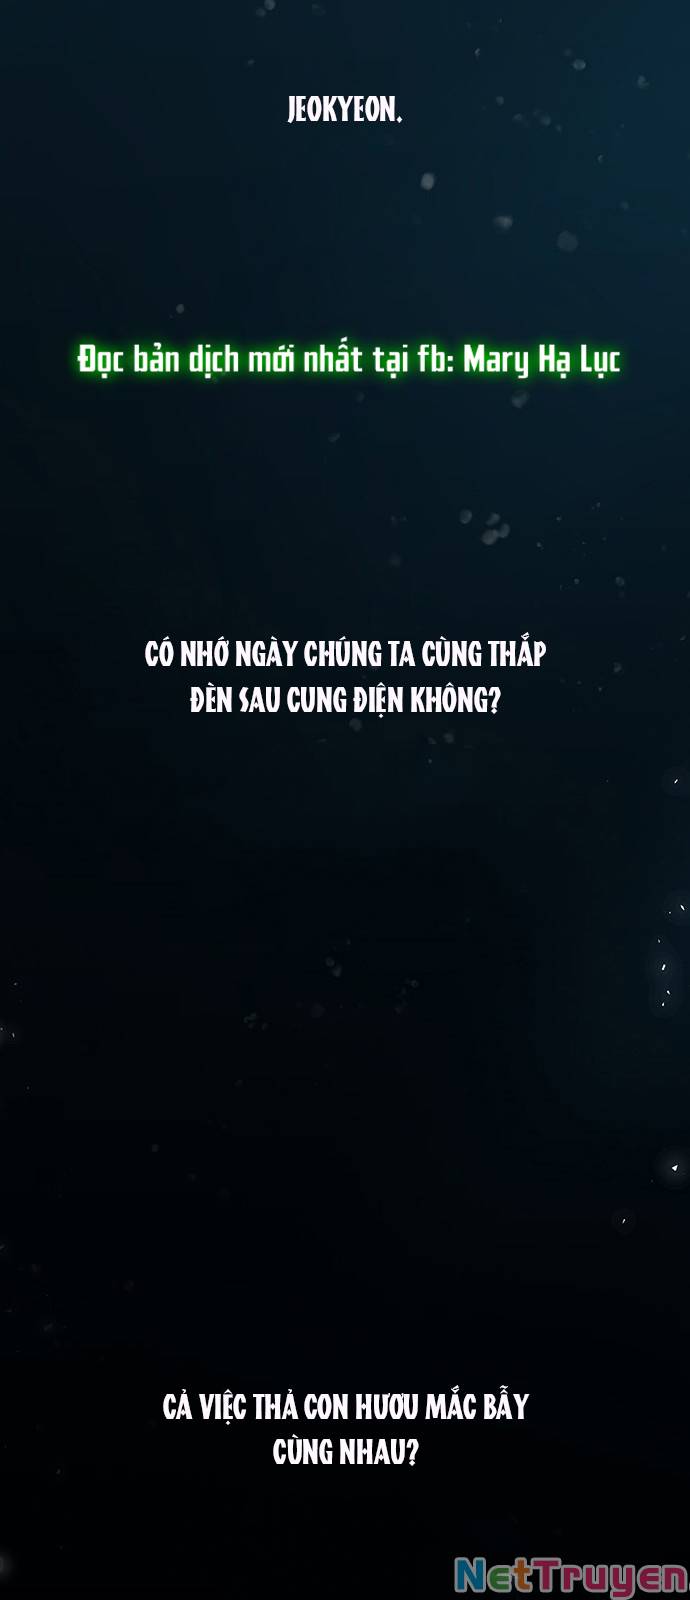 JEOKYEON.
Đọc bản dịch mới nhất tại fb: Mary Hạ Lục
CÓ NHỚ NGÀY CHÚNG TA CÙNG THẮP
ĐÈN SAU CUNG ĐIỆN KHÔNG?
CẢ VIỆC THẢ CON HƯƠU MẮC BẪY
CÙNG NHAU?
NetTruyen